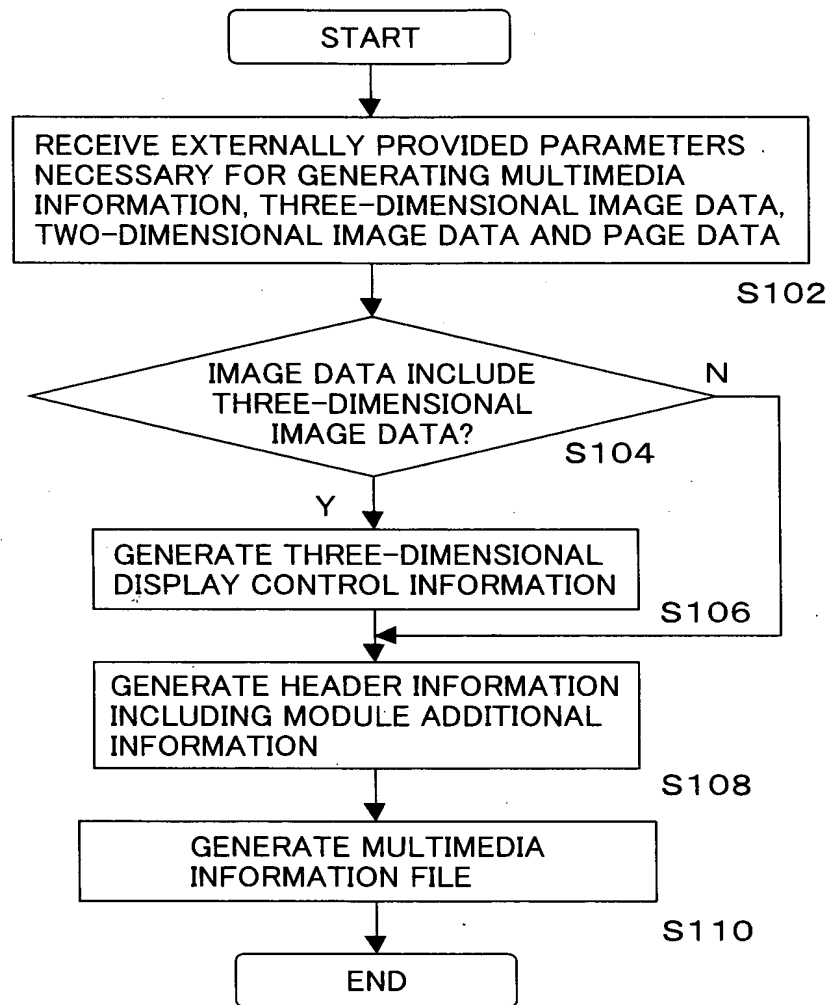 START
RECEIVE EXTERNALLY PROVIDED PARAMETERS
NECESSARY FOR GENERATING MULTIMEDIA
INFORMATION, THREE-DIMENSIONAL IMAGE DATA,
TWO-DIMENSIONAL IMAGE DATA AND PAGE DATA
S102
IMAGE DATA INCLUDE
THREE-DIMENSIONAL
IMAGE DATA?
N
S104
Y
GENERATE THREE-DIMENSIONAL
DISPLAY CONTROL INFORMATION
S106
GENERATE HEADER INFORMATION
INCLUDING MODULE ADDITIONAL
INFORMATION
S108
GENERATE MULTIMEDIA
INFORMATION FILE
S110
END